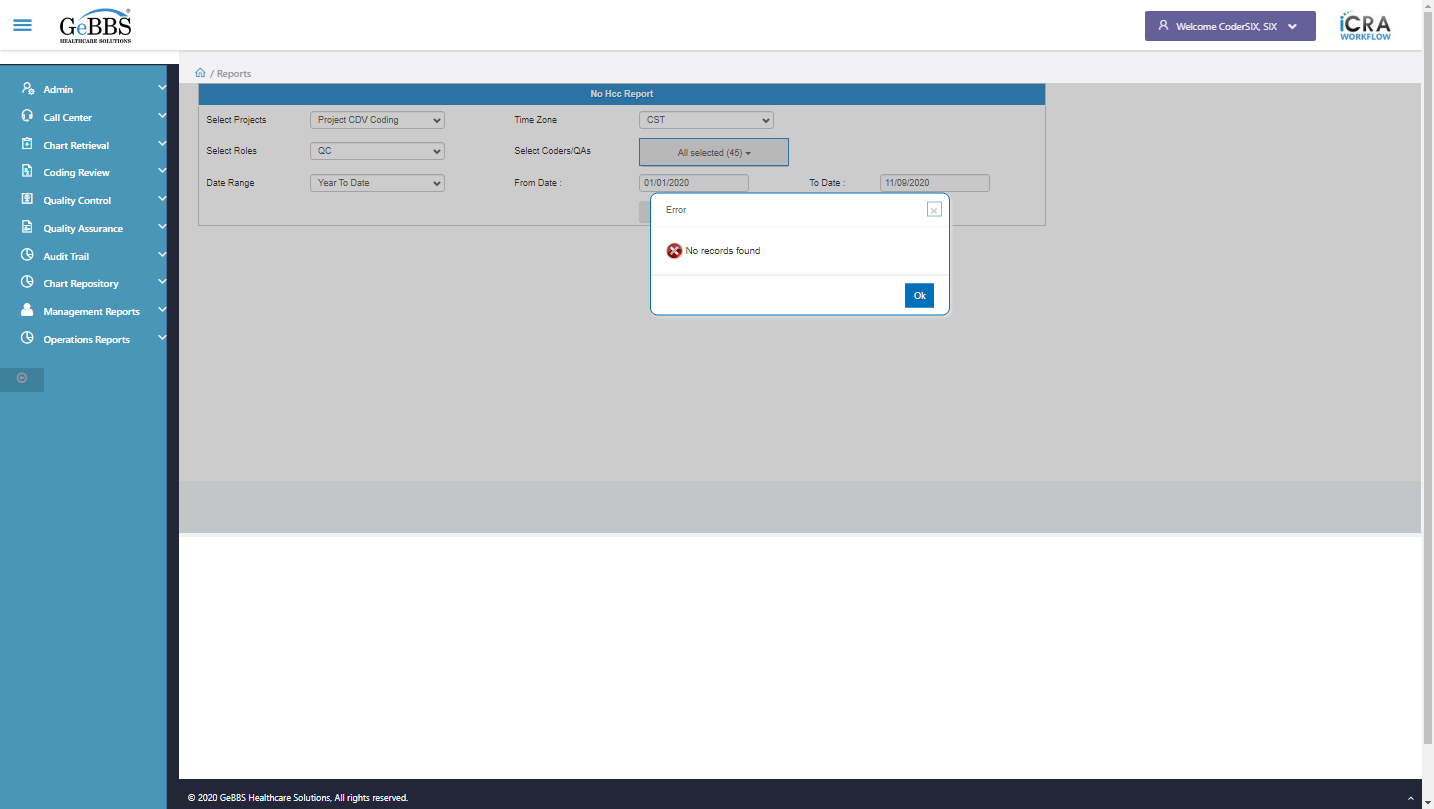 GeBBS®
HEALTHCARE SOLUTIONS
Welcome CoderSIX, SIX
iCRA
WORKFLOW
/ Reports
Admin
Call Center
Chart Retrieval
Coding Review
Quality Control
Quality Assurance
Audit Trail
Chart Repository
Management Reports
Operations Reports
No Hcc Report
Select Projects Project CDV Coding Time Zone CST
Select Roles QC Select Coders/QAs All selected (45)
Date Range Year To Date From Date : 01/01/2020 To Date : 11/09/2020
Error
No records found
Ok
© 2020 GeBBS Healthcare Solutions, All rights reserved.